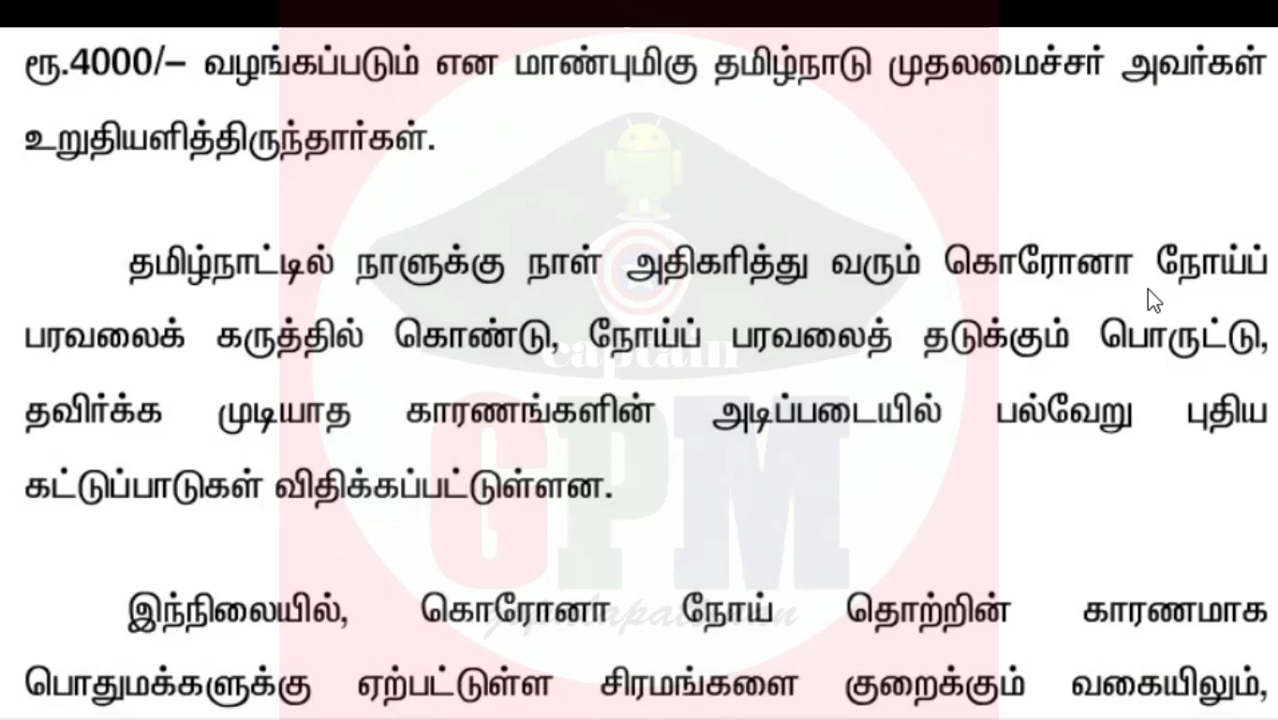 ரூ.4000/– வழங்கப்படும் என மாண்புமிகு தமிழ்நாடு முதலமைச்சர் அவர்கள்
உறுதியளித்திருந்தார்கள்.
தமிழ்நாட்டில் நாளுக்கு நாள் அதிகரித்து வரும் கொரோனா நோய்ப்
பரவலைக் கருத்தில் கொண்டு, நோய்ப் பரவலைத் தடுக்கும் பொருட்டு,
captain
தவிர்க்க முடியாத காரணங்களின் அடிப்படையில் பல்வேறு புதிய
கட்டுப்பாடுகள் விதிக்கப்பட்டுள்ளன.
GPM
இந்நிலையில், கொரோனா நோய் தொற்றின் காரணமாக
பொதுமக்களுக்கு ஏற்பட்டுள்ள சிரமங்களை குறைக்கும் வகையிலும்,